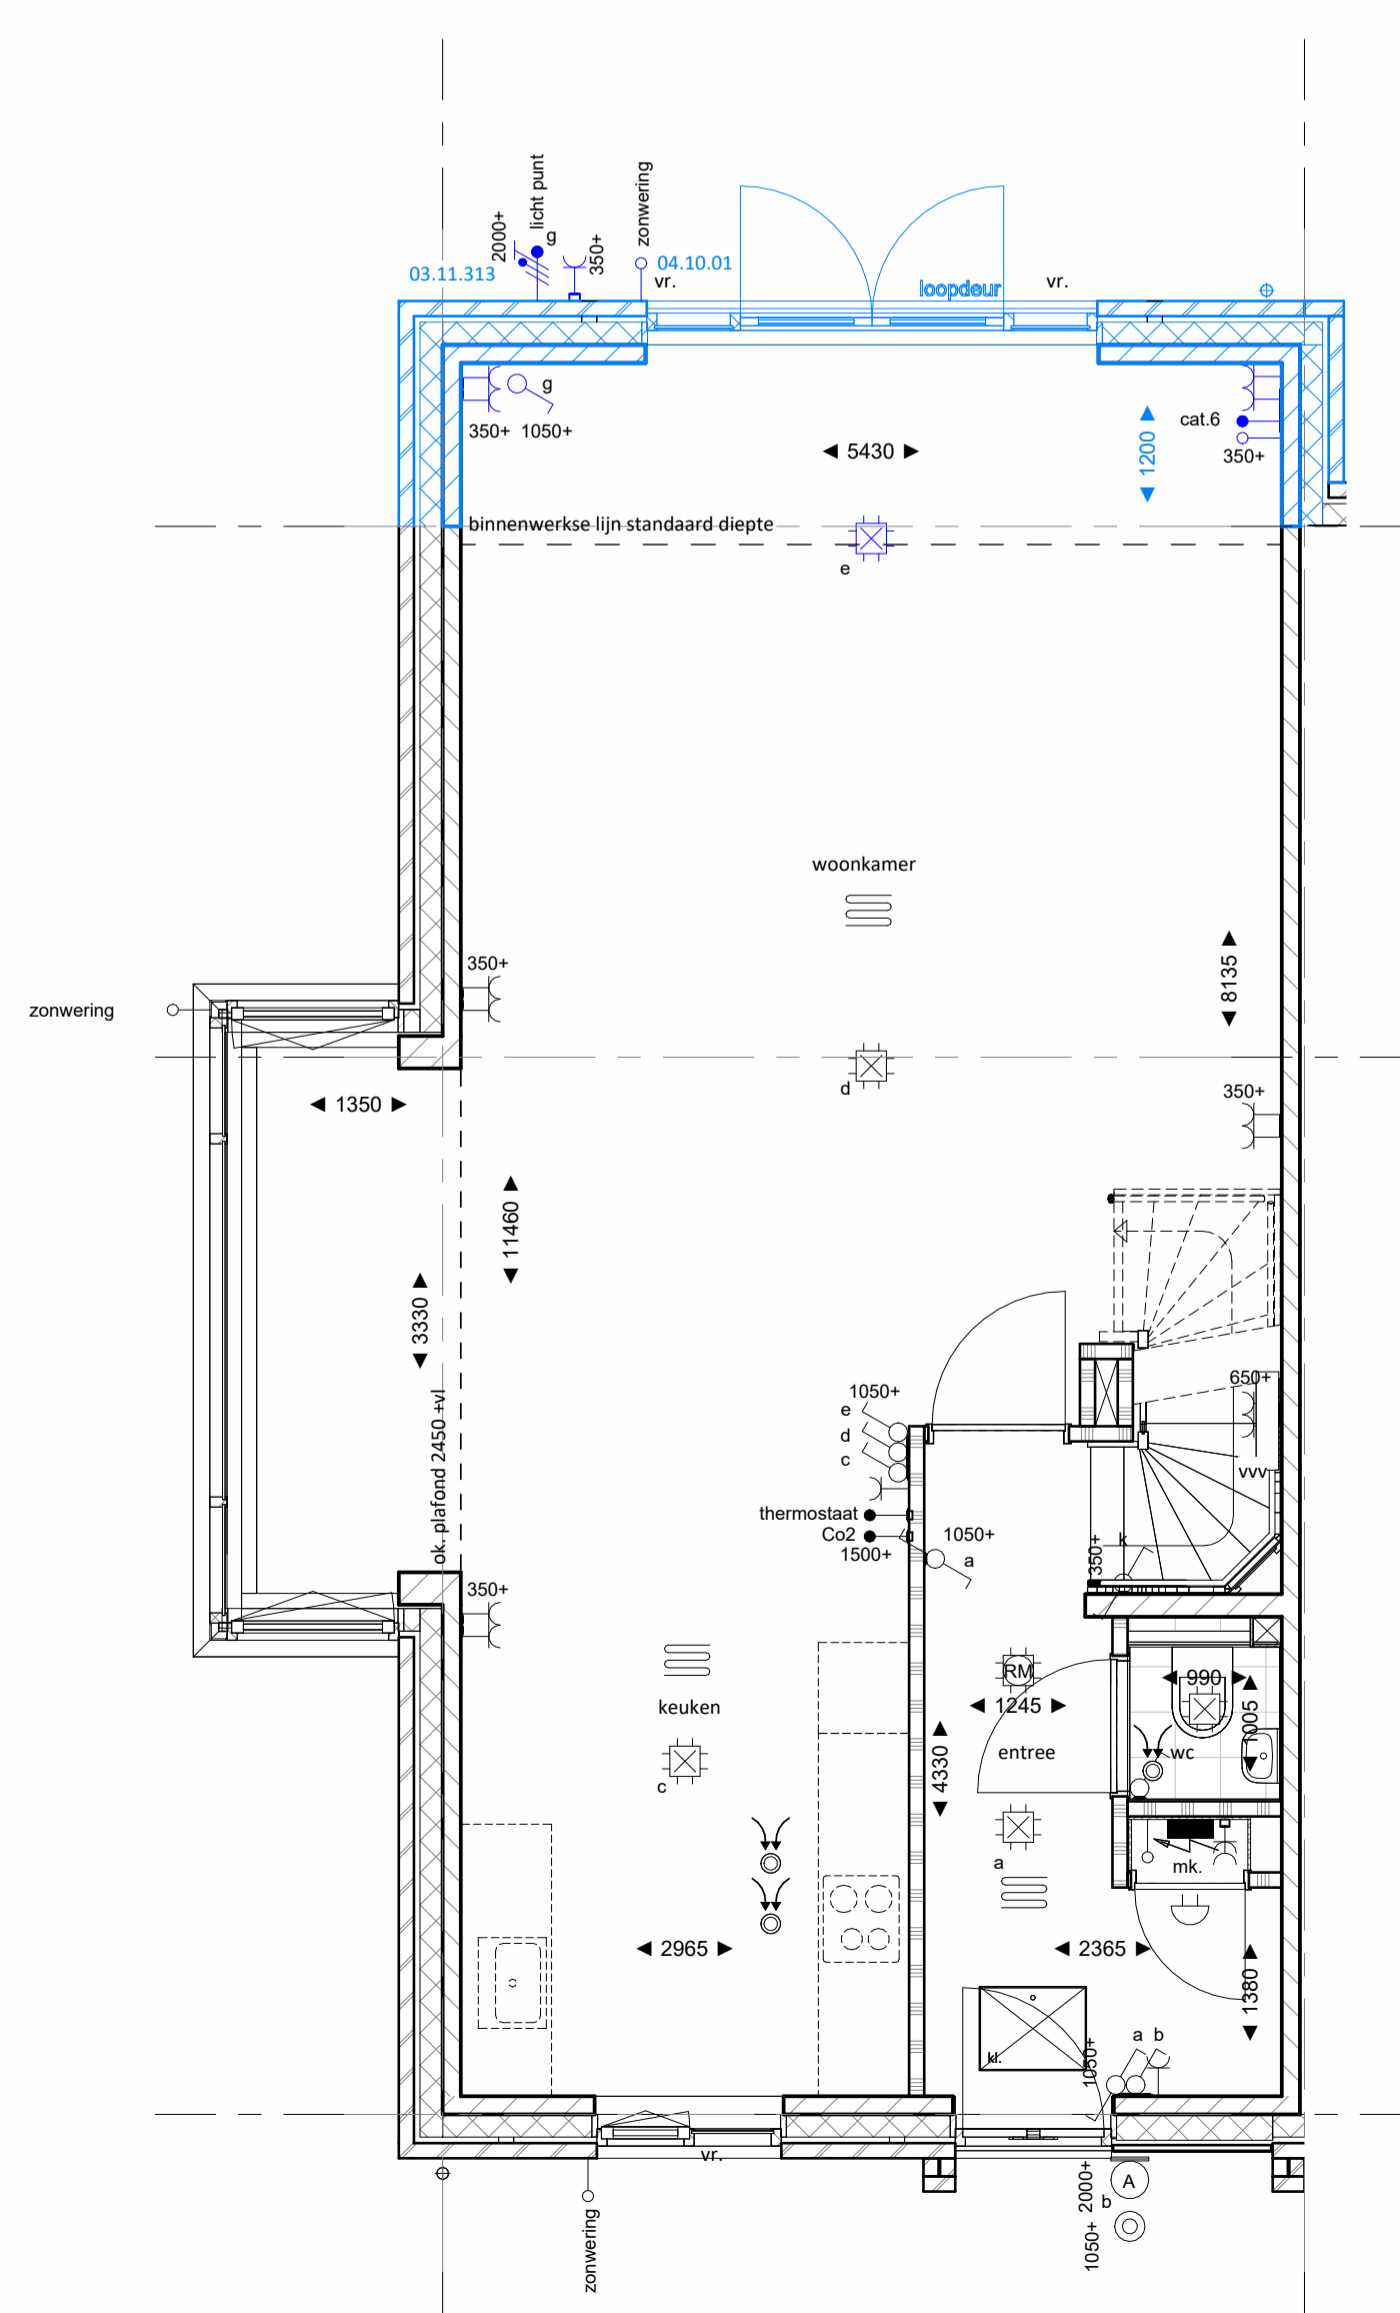 licht punt
zonwering
2000+
g
350+
03.11.313
04.10.01
vr.
vr.
loopdeur
g
350+
1050+
5430
1200
cat.6
350+
binnenwerkse lijn standaard diepte
e
woonkamer
350+
8135
zonwering
d
350+
1350
11460
3330
ok. plafond 2450 +vl
650+
1050+
e
d
c
vvv
thermostaat
Co2
1500+
1050+
a
350+
k
350+
RM
990
1245
1005
keuken
entree
wc
4330
c
a
mk.
2965
2365
1380
kl.
1050+
a
b
vr.
zonwering
2000+
A
b
1050+